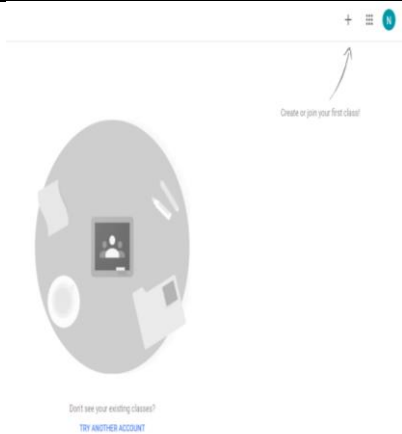 + N
Create or join your first class!
Don't see your existing classes?
TRY ANOTHER ACCOUNT